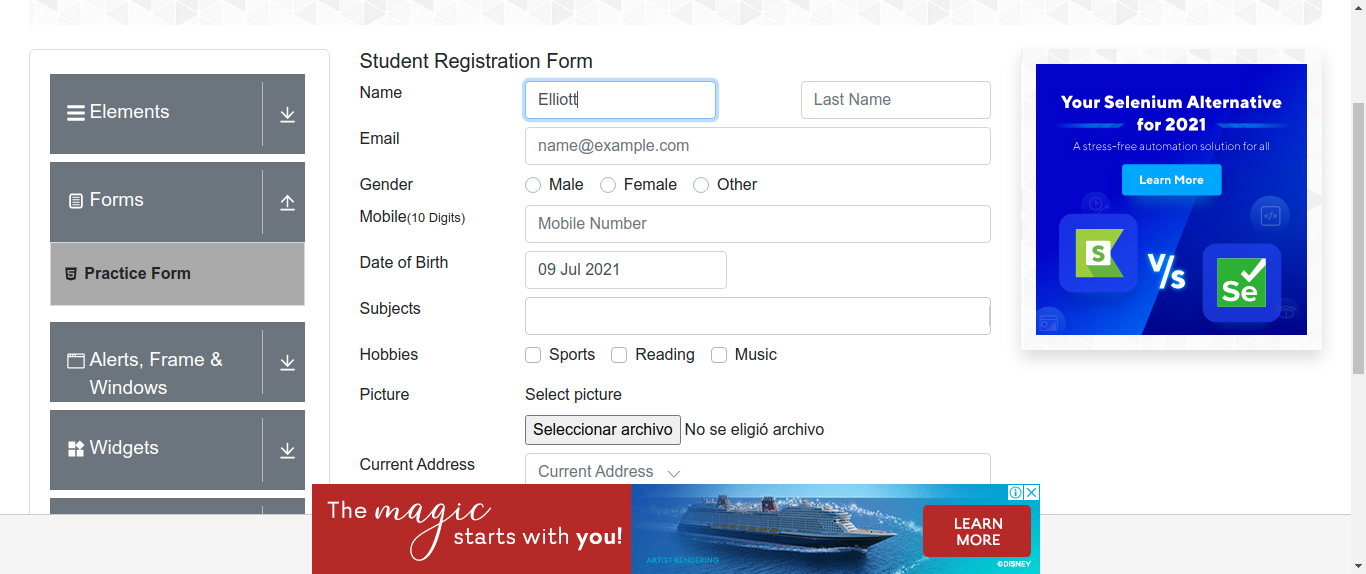 Elements
Forms
Practice Form
Alerts, Frame &
Windows
Widgets
Student Registration Form
Name
Elliott
Last Name
Email
name@example.com
Gender
Male
Female
Other
Mobile(10 Digits)
Mobile Number
Date of Birth
09 Jul 2021
Subjects
Hobbies
Sports
Reading
Music
Picture
Select picture
Seleccionar archivo No se eligió archivo
Current Address
Current Address
Your Selenium Alternative
for 2021
A stress-free automation solution for all
Learn More
S
V/s
Se
The magic
starts with you!
ARTIST RENDERING
LEARN
MORE
©DISNEY